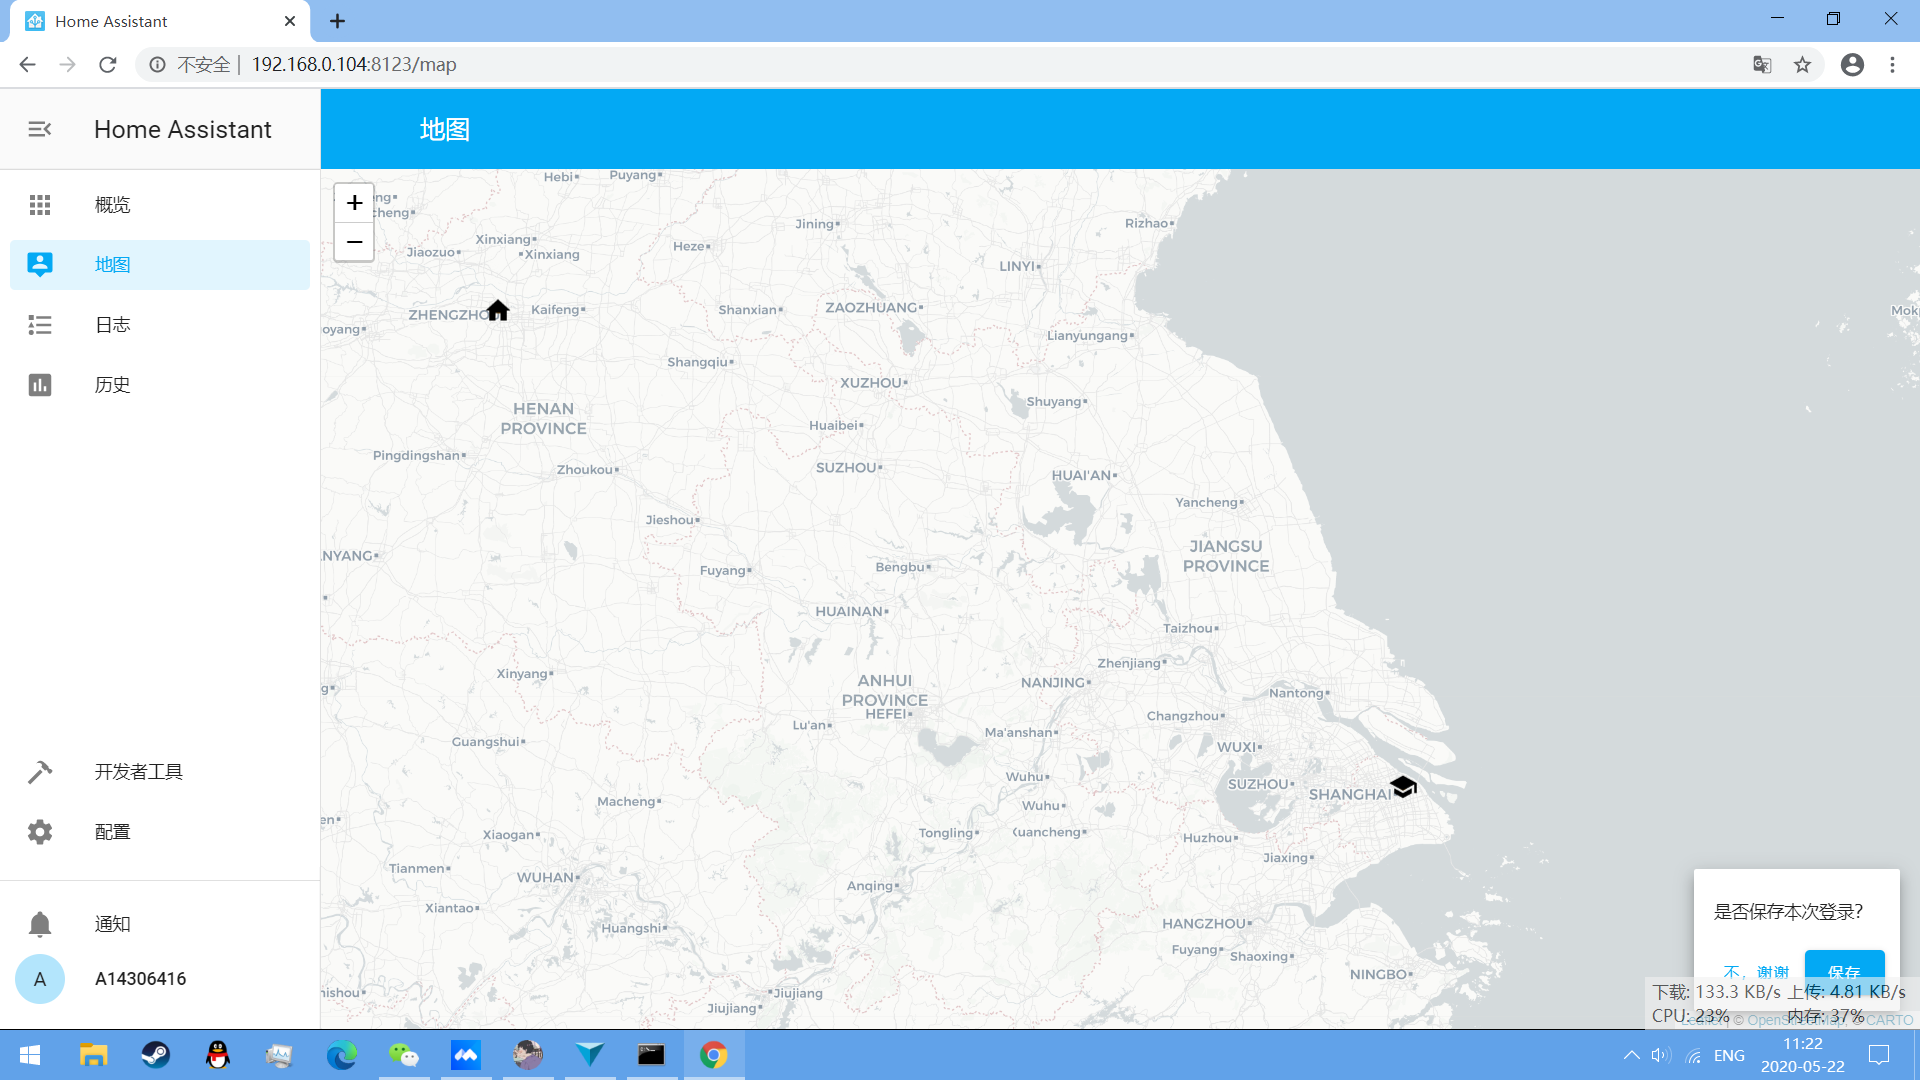 Home Assistant
不安全 | 192.168.0.104:8123/map
Home Assistant
地图
概览
地图
日志
历史
开发者工具
配置
通知
A
A14306416
+
−
Hebi
Puyang
cheng
Jining
Rizhao
Xinxiang
Jiaozuo
Xinxiang
Heze
LINYI
ZHENGZHO
Kaifeng
Shanxian
ZAOZHUANG
Mokp
oyang
Lianyungang
Shangqiu
XUZHOU
Shuyang
HENAN
PROVINCE
Huaibei
Pingdingshan
Zhoukou
SUZHOU
HUAI'AN
Yancheng
Jieshou
NYANG
JIANGSU
PROVINCE
Fuyang
Bengbu
HUAINAN
Taizhou
Zhenjiang
Xinyang
ANHUI
PROVINCE
NANJING
Nantong
HEFEI
Lu'an
Changzhou
Ma'anshan
Guangshui
WUXI
Wuhu
SUZHOU
SHANGHAI
Macheng
Wuhu
Xiaogan
Tongling
Xuancheng
Huzhou
Jiaxing
Tianmen
WUHAN
Anqing
Xiantao
Huangshi
HANGZHOU
Fuyang
Shaoxing
NINGBO
Jiujiang
Jiujiang
ishou
是否保存本次登录?
不，谢谢
保存
下载: 133.3 KB/s 上传: 4.81 KB/s
CPU: 23% 内存: 37%
Leaflet | © OpenStreetMap, © CARTO
ENG
11:22
2020-05-22